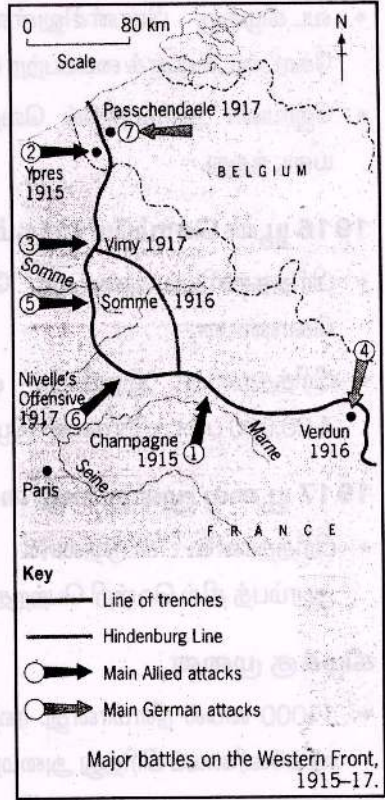 0 80 km
Scale
N
Passchendaele 1917
7
2
Ypres
1915
BELGIUM
3
Vimy 1917
Somme
5
Somme 1916
4
Nivelle's
Offensive
1917
6
Champagne
1915
1
Marne
Verdun
1916
Paris
Seine
FRANCE
Key
Line of trenches
Hindenburg Line
Main Allied attacks
Main German attacks
Major battles on the Western Front,
1915–17.